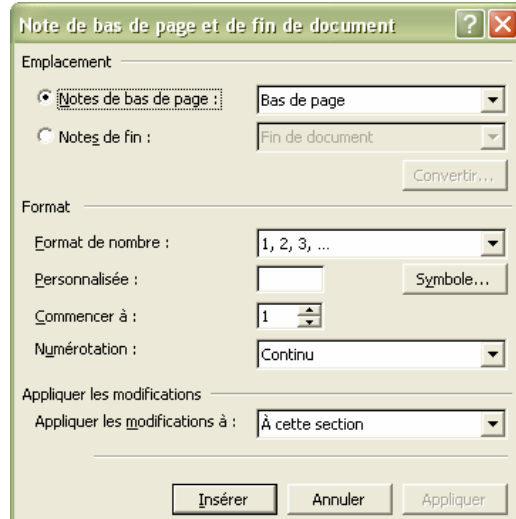 Note de bas de page et de fin de document
Emplacement
Notes de bas de page : Bas de page
Notes de fin : Fin de document
Convertir...
Format
Format de nombre : 1, 2, 3, ...
Personnalisée : Symbole...
Commencer à : 1
Numérotation : Continu
Appliquer les modifications
Appliquer les modifications à : À cette section
Insérer Annuler Appliquer